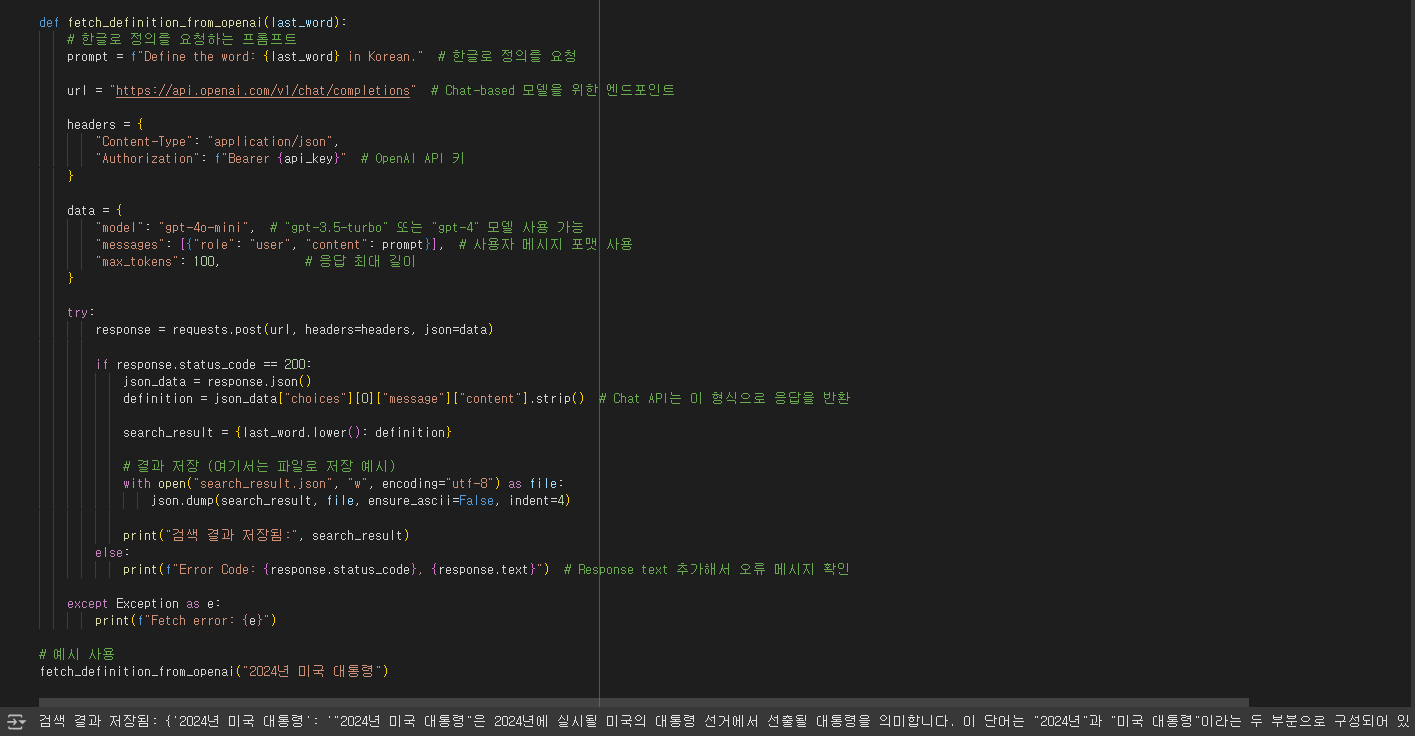 def fetch_definition_from_openai(last_word):
# 한글로 정의를 요청하는 프롬프트
prompt = f"Define the word: {last_word} in Korean."  # 한글로 정의를 요청
url = "https://api.openai.com/v1/chat/completions"  # Chat-based 모델을 위한 엔드포인트
headers = {
"Content-Type": "application/json",
"Authorization": f"Bearer {api_key}"  # OpenAI API 키
}
data = {
"model": "gpt-4o-mini",  # "gpt-3.5-turbo" 또는 "gpt-4" 모델 사용 가능
"messages": [{"role": "user", "content": prompt}],  # 사용자 메시지 포맷 사용
"max_tokens": 100,            # 응답 최대 길이
}
try:
response = requests.post(url, headers=headers, json=data)
if response.status_code == 200:
json_data = response.json()
definition = json_data["choices"][0]["message"]["content"].strip()  # Chat API는 이 형식으로 응답을 반환
search_result = {last_word.lower(): definition}
# 결과 저장 (여기서는 파일로 저장 예시)
with open("search_result.json", "w", encoding="utf-8") as file:
json.dump(search_result, file, ensure_ascii=False, indent=4)
print("검색 결과 저장됨:", search_result)
else:
print(f"Error Code: {response.status_code}, {response.text}")  # Response text 추가해서 오류 메시지 확인
except Exception as e:
print(f"Fetch error: {e}")
# 예시 사용
fetch_definition_from_openai("2024년 미국 대통령")
검색 결과 저장됨: {'2024년 미국 대통령': '"2024년 미국 대통령"은 2024년에 실시될 미국의 대통령 선거에서 선출될 대통령을 의미합니다. 이 단어는 "2024년"과 "미국 대통령"이라는 두 부분으로 구성되어 있